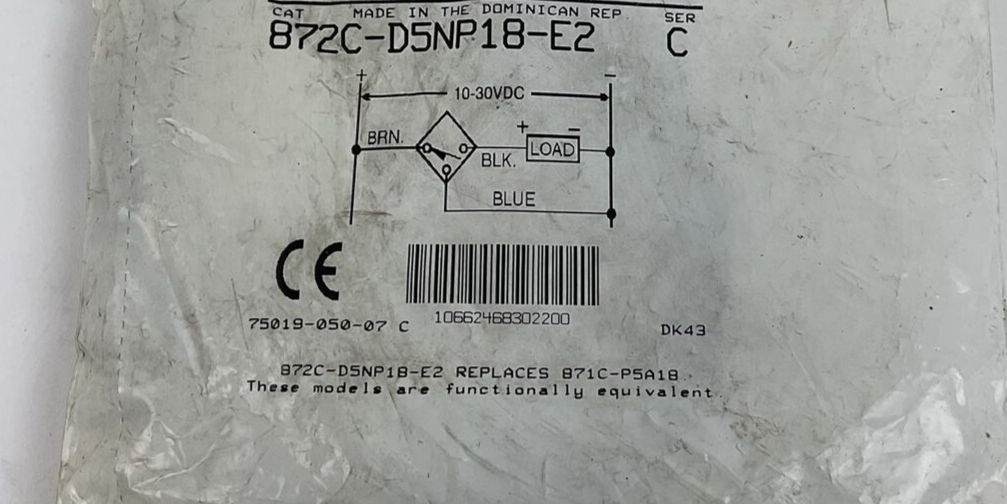 CAT MADE IN THE DOMINICAN REP. SER
872C-D5NP18-E2 C
+ −
10-30VDC
+ −
BRN. LOAD
BLK.
BLUE
CE
10662468302200
75019-050-07 C DK43
872C-D5NP18-E2 REPLACES 871C-P5A18.
These models are functionally equivalent.